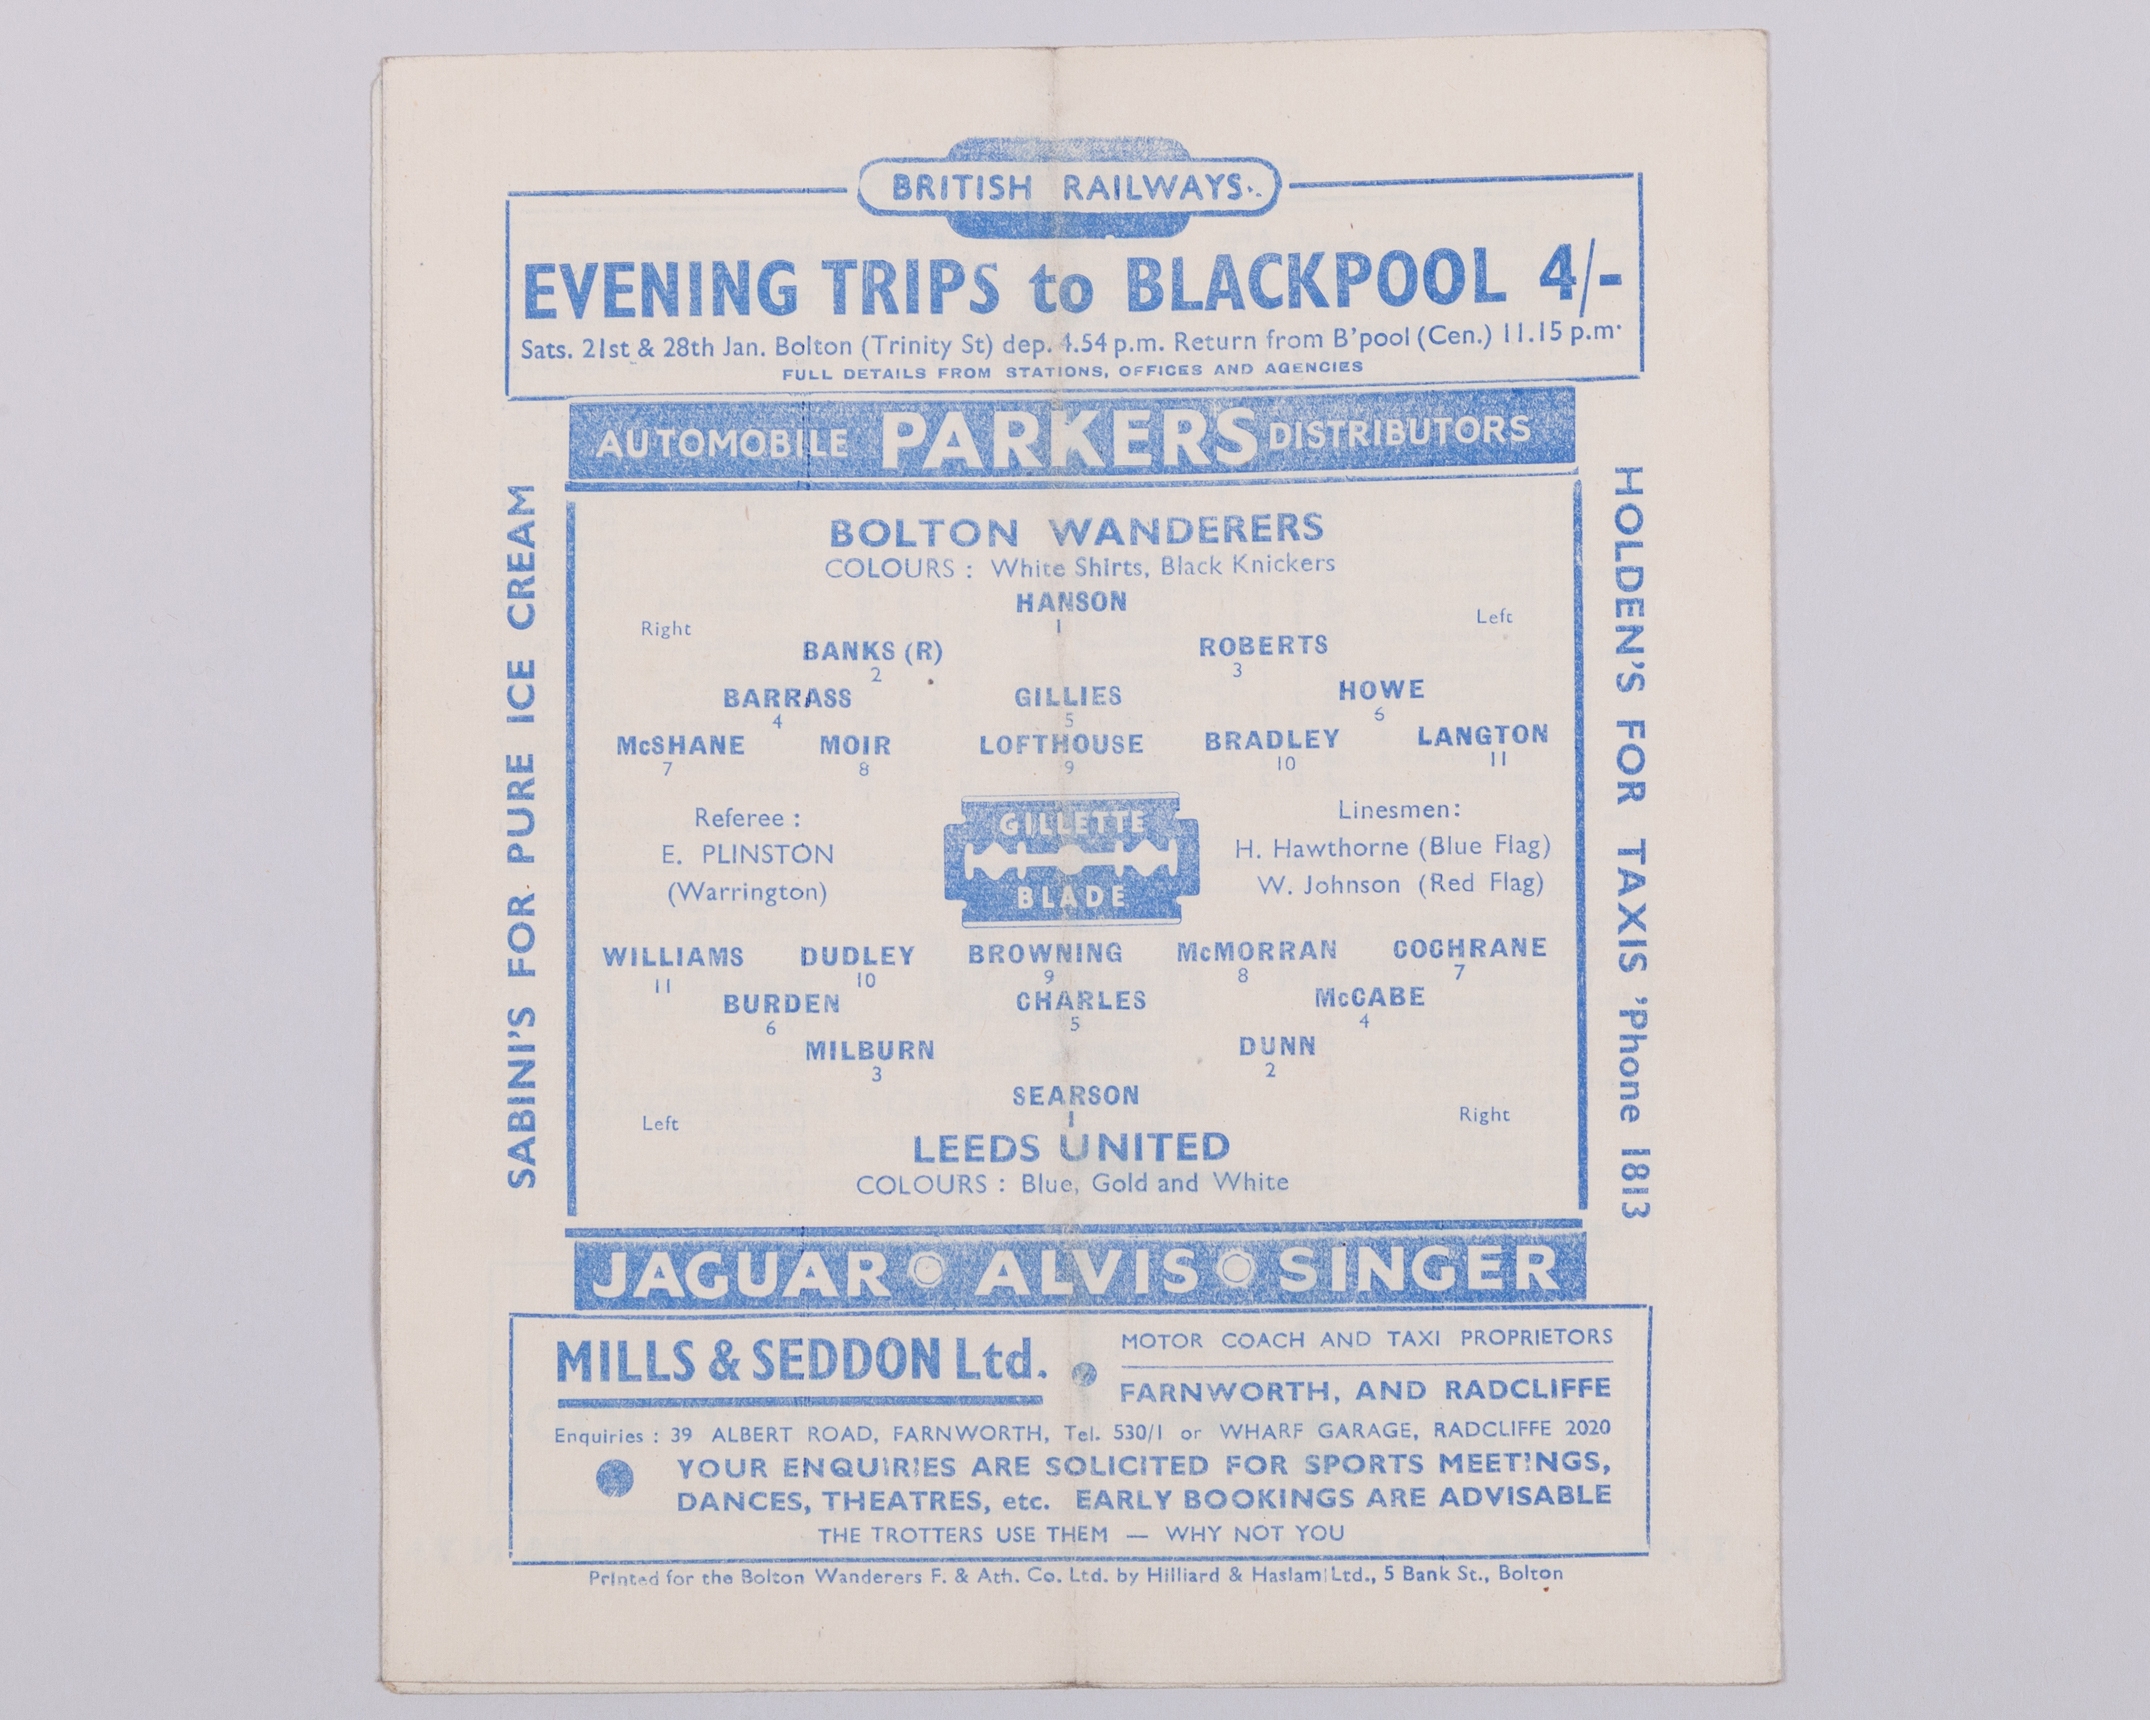 BRITISH RAILWAYS
EVENING TRIPS to BLACKPOOL 4/-
Sats. 21st & 28th Jan. Bolton (Trinity St) dep. 4.54 p.m. Return from B'pool (Cen.) 11.15 p.m.
FULL DETAILS FROM STATIONS, OFFICES AND AGENCIES
AUTOMOBILE PARKERS DISTRIBUTORS
SABINI'S FOR PURE ICE CREAM
BOLTON WANDERERS
COLOURS : White Shirts, Black Knickers
HANSON
1
Right Left
BANKS (R) ROBERTS
2 3
BARRASS GILLIES HOWE
4 5 6
McSHANE MOIR LOFTHOUSE BRADLEY LANGTON
7 8 9 10 11
Referee :
E. PLINSTON
(Warrington)
GILLETTE
BLADE
Linesmen:
H. Hawthorne (Blue Flag)
W. Johnson (Red Flag)
WILLIAMS DUDLEY BROWNING McMORRAN COCHRANE
11 10 9 8 7
BURDEN CHARLES McCABE
6 5 4
MILBURN DUNN
3 2
SEARSON
1
Left Right
LEEDS UNITED
COLOURS : Blue, Gold and White
HOLDEN'S FOR TAXIS 'Phone 1813
JAGUAR ALVIS SINGER
MILLS & SEDDON Ltd.
MOTOR COACH AND TAXI PROPRIETORS
FARNWORTH, AND RADCLIFFE
Enquiries : 39 ALBERT ROAD, FARNWORTH, Tel. 530/1 or WHARF GARAGE, RADCLIFFE 2020
YOUR ENQUIRIES ARE SOLICITED FOR SPORTS MEETINGS,
DANCES, THEATRES, etc. EARLY BOOKINGS ARE ADVISABLE
THE TROTTERS USE THEM — WHY NOT YOU
Printed for the Bolton Wanderers F. & Ath. Co. Ltd. by Hilliard & Haslam Ltd., 5 Bank St., Bolton